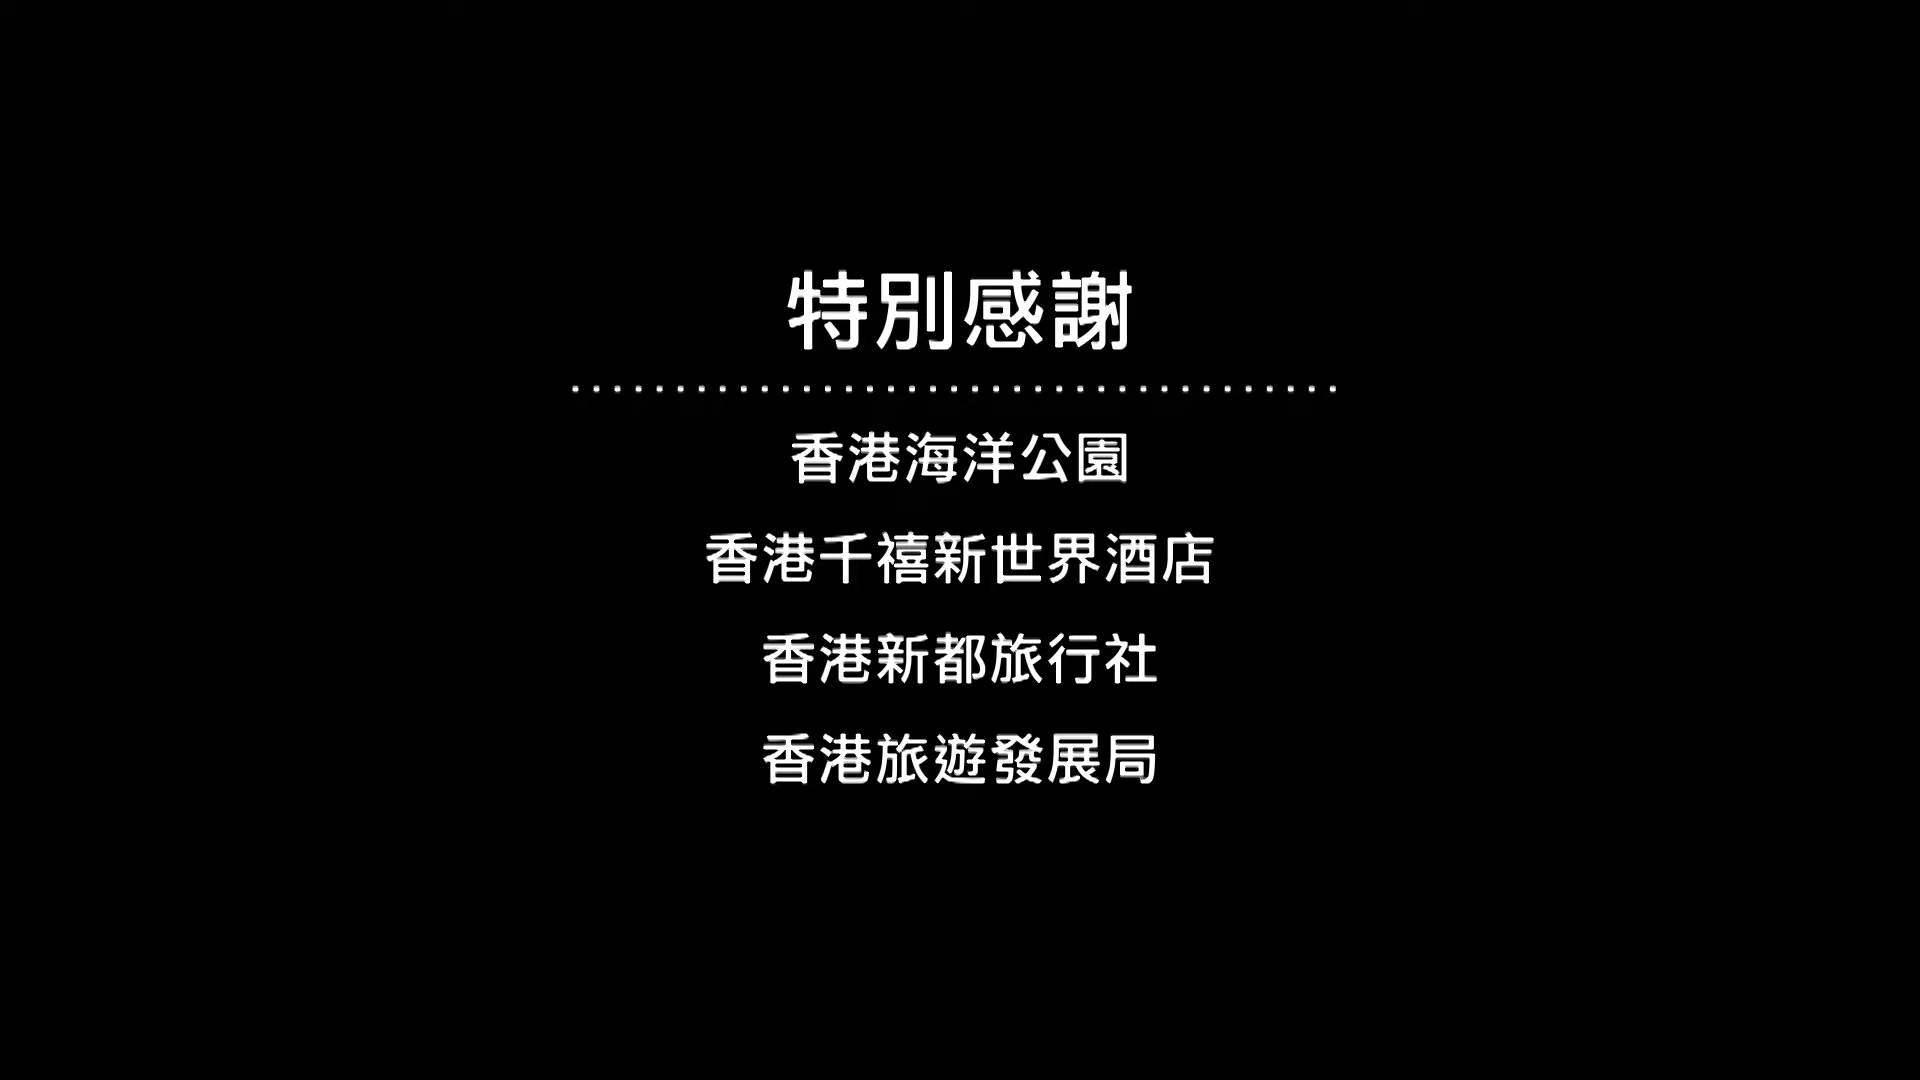 特別感謝
香港海洋公園
香港千禧新世界酒店
香港新都旅行社
香港旅遊發展局